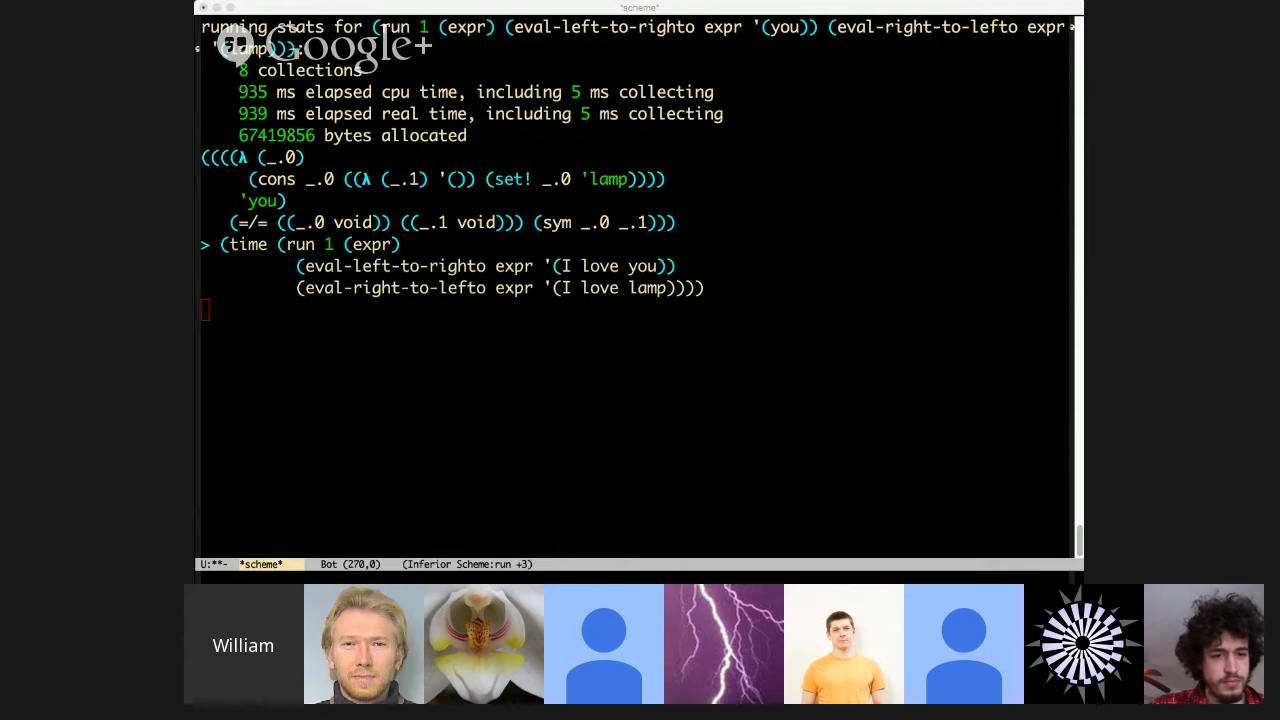 *scheme*
running stats for (run 1 (expr) (eval-left-to-righto expr '(you)) (eval-right-to-lefto expr
'(lamp))):
Google+
8 collections
935 ms elapsed cpu time, including 5 ms collecting
939 ms elapsed real time, including 5 ms collecting
67419856 bytes allocated
((((λ (_.0)
(cons _.0 ((λ (_.1) '()) (set! _.0 'lamp))))
'you)
(=/= ((_.0 void)) ((_.1 void))) (sym _.0 _.1)))
> (time (run 1 (expr)
(eval-left-to-righto expr '(I love you))
(eval-right-to-lefto expr '(I love lamp))))
U:**- *scheme* Bot (270,0) (Inferior Scheme:run +3)
William